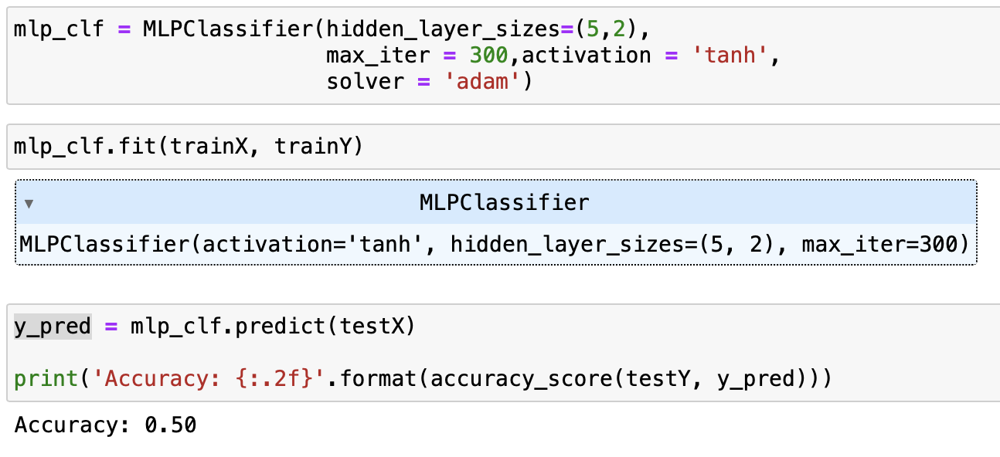 mlp_clf = MLPClassifier(hidden_layer_sizes=(5,2),
max_iter = 300,activation = 'tanh',
solver = 'adam')
mlp_clf.fit(trainX, trainY)
▼ MLPClassifier
MLPClassifier(activation='tanh', hidden_layer_sizes=(5, 2), max_iter=300)
y_pred = mlp_clf.predict(testX)
print('Accuracy: {:.2f}'.format(accuracy_score(testY, y_pred)))
Accuracy: 0.50